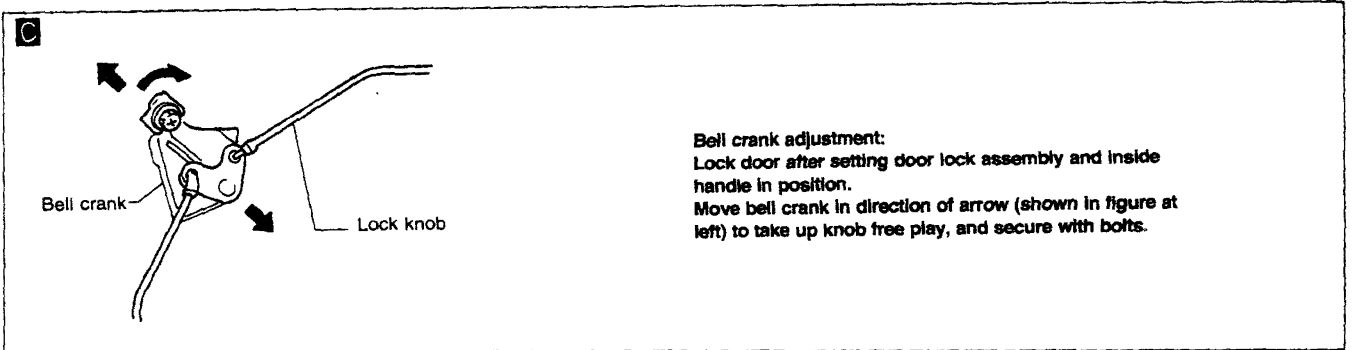 C
Bell crank
Lock knob
Bell crank adjustment:
Lock door after setting door lock assembly and inside
handle in position.
Move bell crank in direction of arrow (shown in figure at
left) to take up knob free play, and secure with bolts.